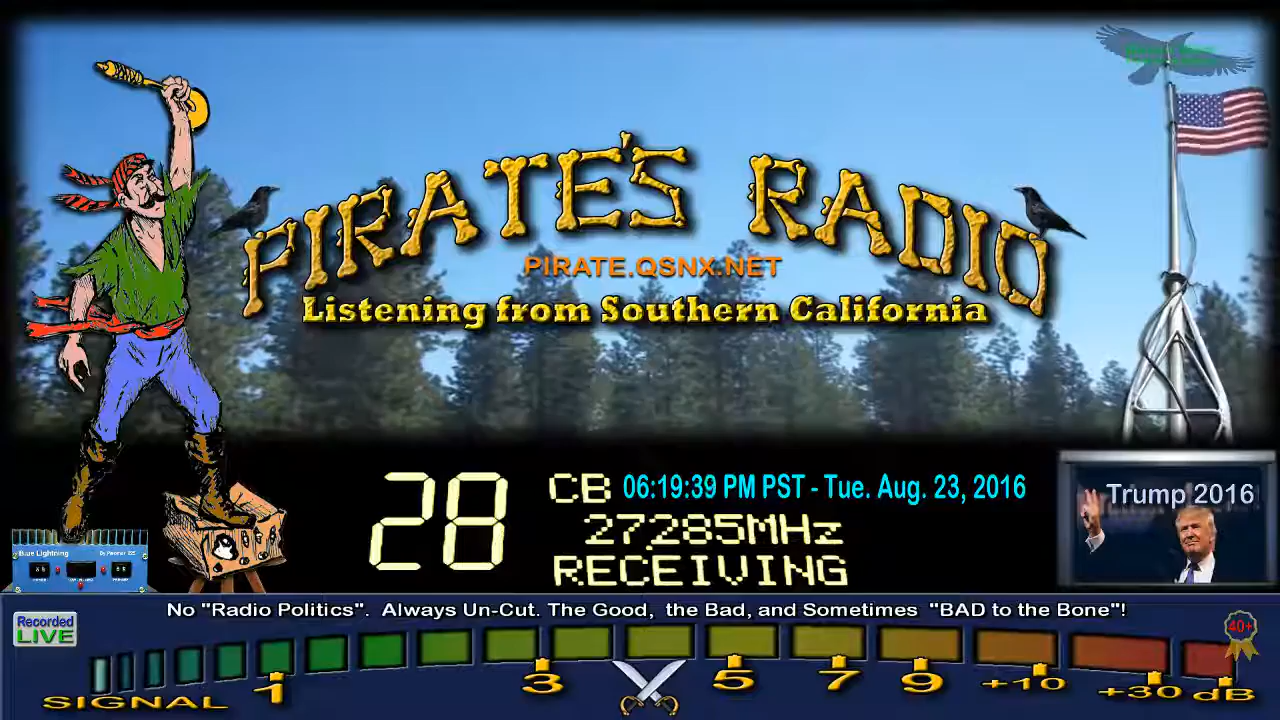 PIRATE'S RADIO
PIRATE.QSNX.NET
Listening from Southern California
28
CB
06:19:39 PM PST - Tue. Aug. 23, 2016
27.285MHz
RECEIVING
Trump 2016
Blue Lightning
No "Radio Politics". Always Un-Cut. The Good, the Bad, and Sometimes "BAD to the Bone"!
Recorded
LIVE
40+
SIGNAL 1 3 5 7 9 +10 +30 dB